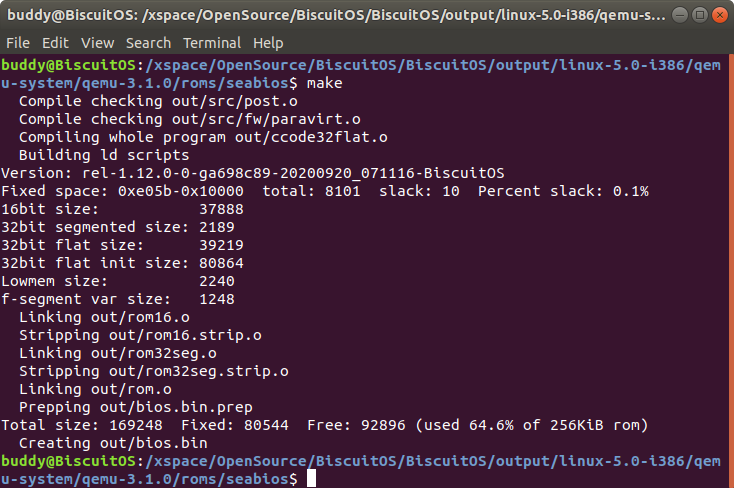 buddy@BiscuitOS: /xspace/OpenSource/BiscuitOS/BiscuitOS/output/linux-5.0-i386/qemu-s...
File Edit View Search Terminal Help
buddy@BiscuitOS:/xspace/OpenSource/BiscuitOS/BiscuitOS/output/linux-5.0-i386/qem
u-system/qemu-3.1.0/roms/seabios$ make
  Compile checking out/src/post.o
  Compile checking out/src/fw/paravirt.o
  Compiling whole program out/ccode32flat.o
  Building ld scripts
Version: rel-1.12.0-0-ga698c89-20200920_071116-BiscuitOS
Fixed space: 0xe05b-0x10000  total: 8101  slack: 10  Percent slack: 0.1%
16bit size:           37888
32bit segmented size: 2189
32bit flat size:      39219
32bit flat init size: 80864
Lowmem size:          2240
f-segment var size:   1248
  Linking out/rom16.o
  Stripping out/rom16.strip.o
  Linking out/rom32seg.o
  Stripping out/rom32seg.strip.o
  Linking out/rom.o
  Prepping out/bios.bin.prep
Total size: 169248  Fixed: 80544  Free: 92896 (used 64.6% of 256KiB rom)
  Creating out/bios.bin
buddy@BiscuitOS:/xspace/OpenSource/BiscuitOS/BiscuitOS/output/linux-5.0-i386/qem
u-system/qemu-3.1.0/roms/seabios$